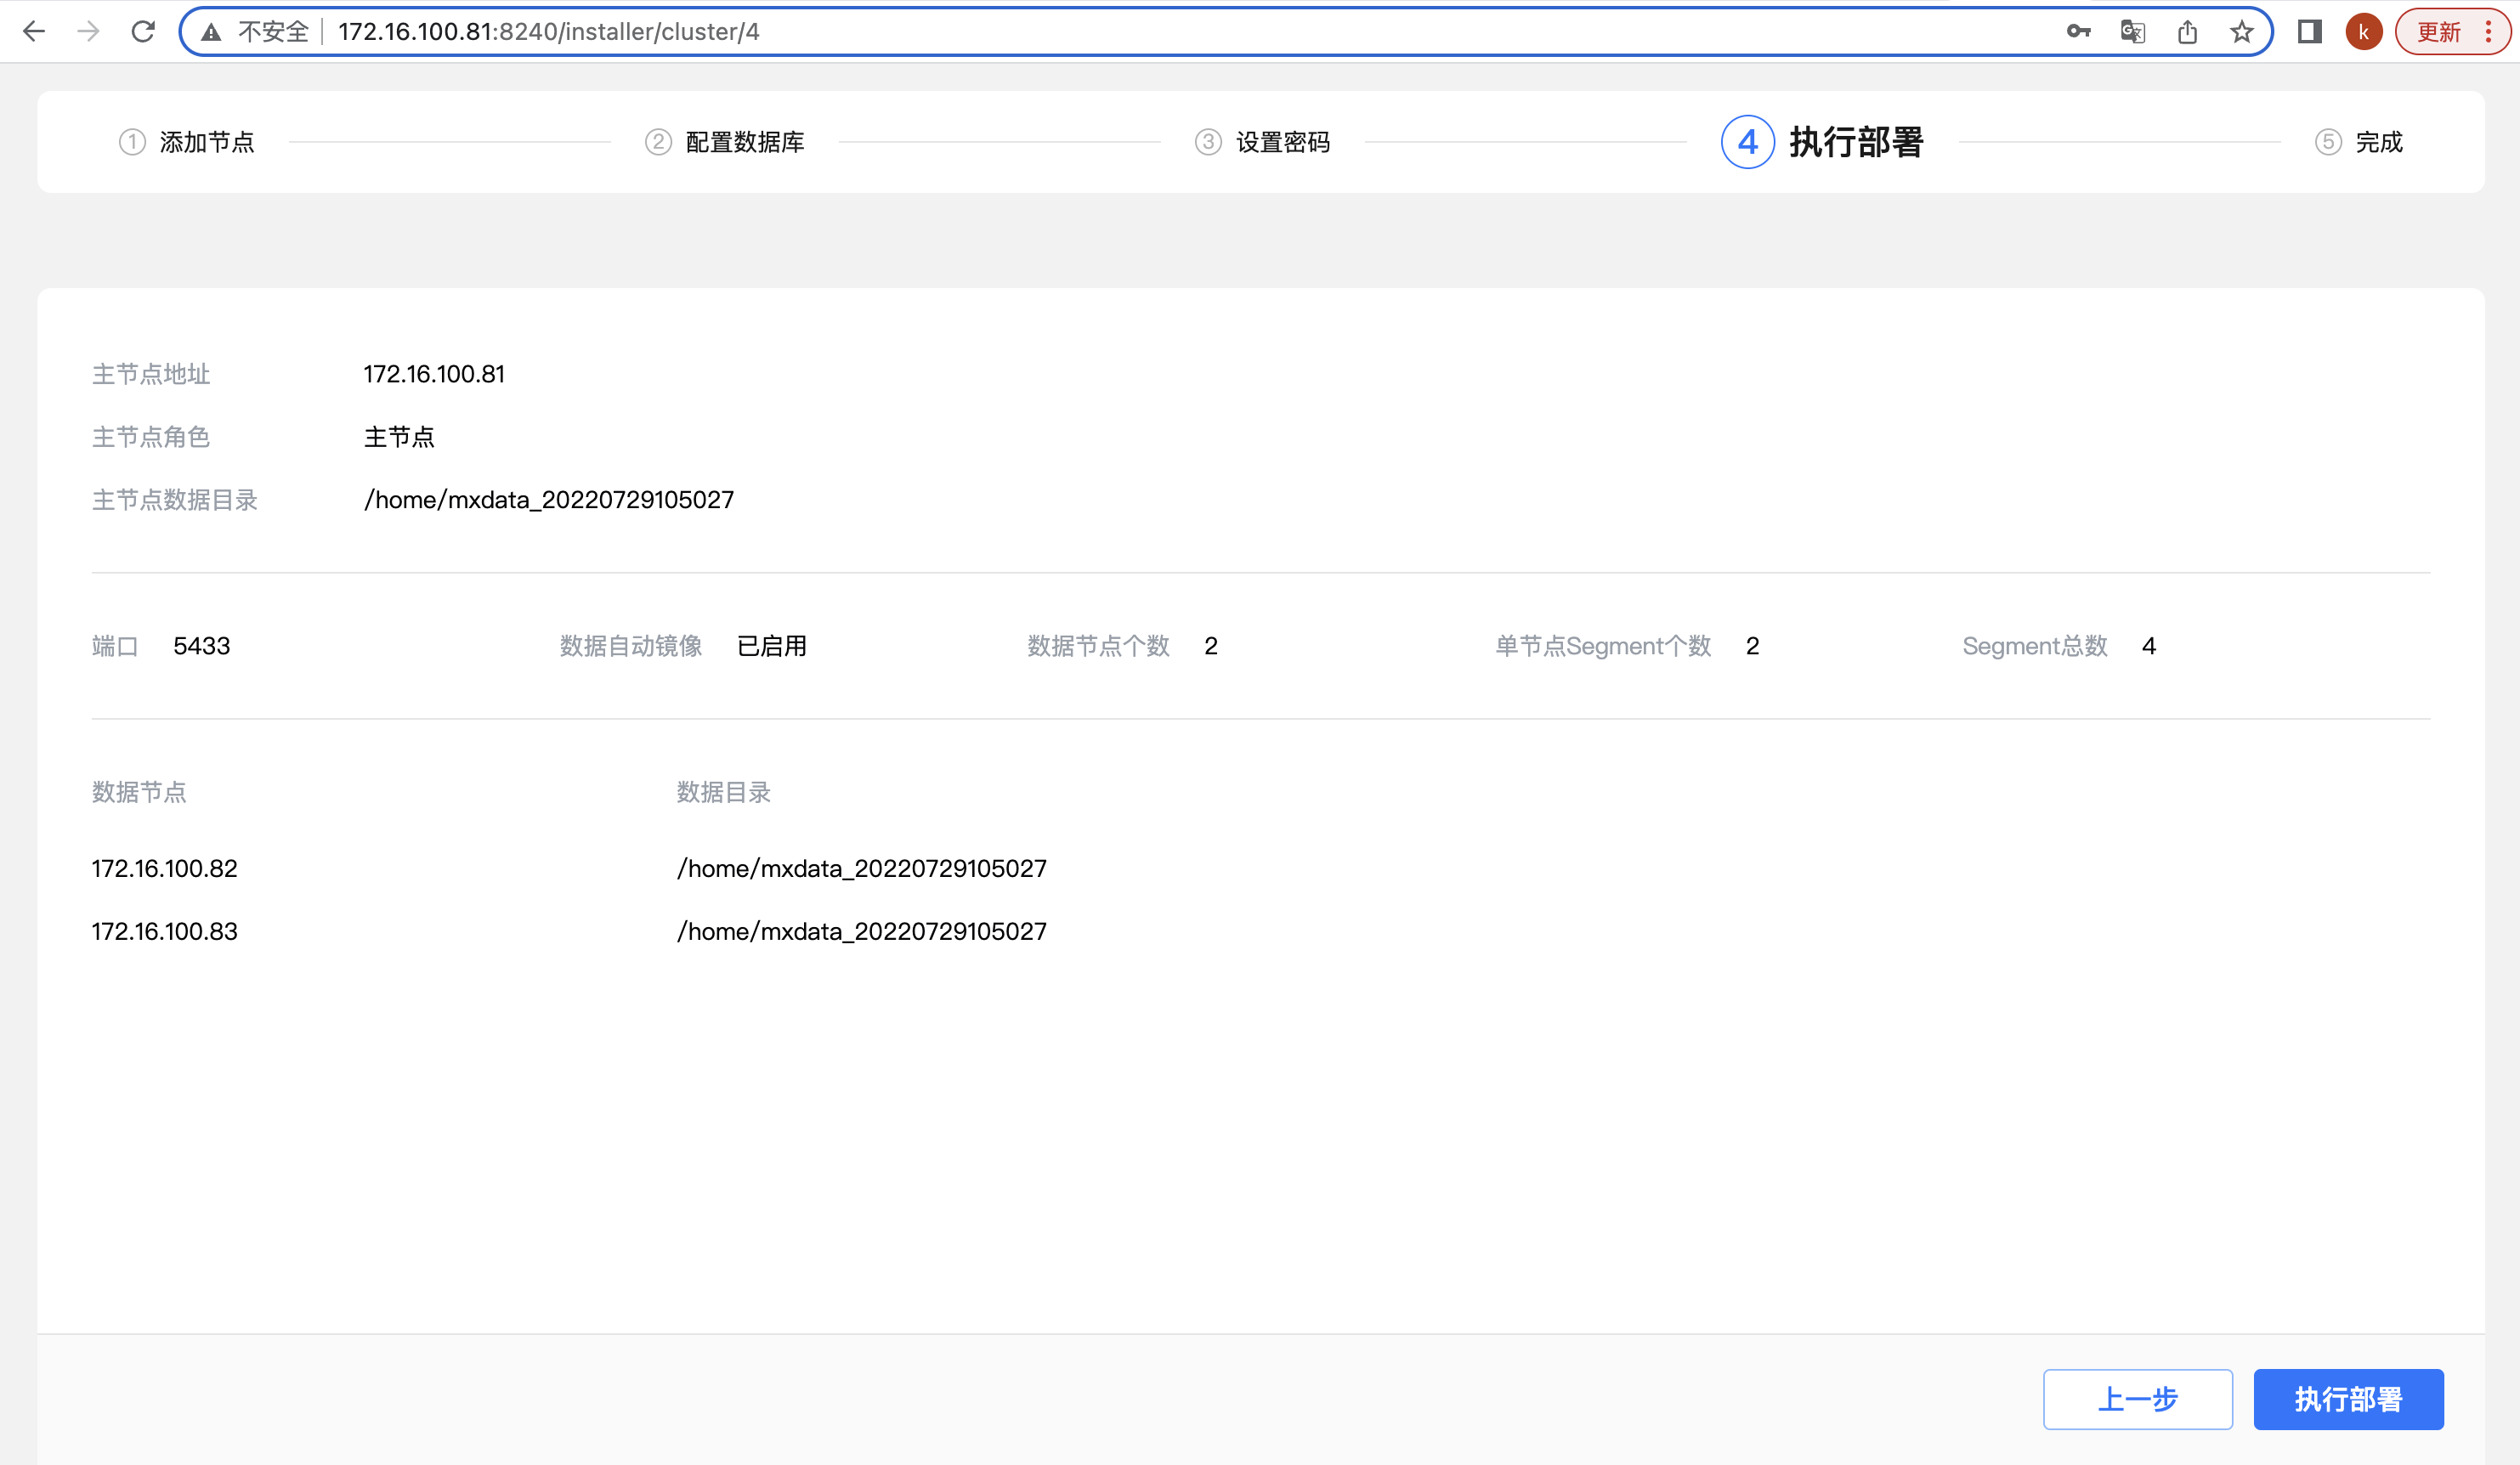 不安全 172.16.100.81:8240/installer/cluster/4 k 更新
1 添加节点 2 配置数据库 3 设置密码 4 执行部署 5 完成
主节点地址 172.16.100.81
主节点角色 主节点
主节点数据目录 /home/mxdata_20220729105027
端口 5433 数据自动镜像 已启用 数据节点个数 2 单节点Segment个数 2 Segment总数 4
数据节点 数据目录
172.16.100.82 /home/mxdata_20220729105027
172.16.100.83 /home/mxdata_20220729105027
上一步 执行部署